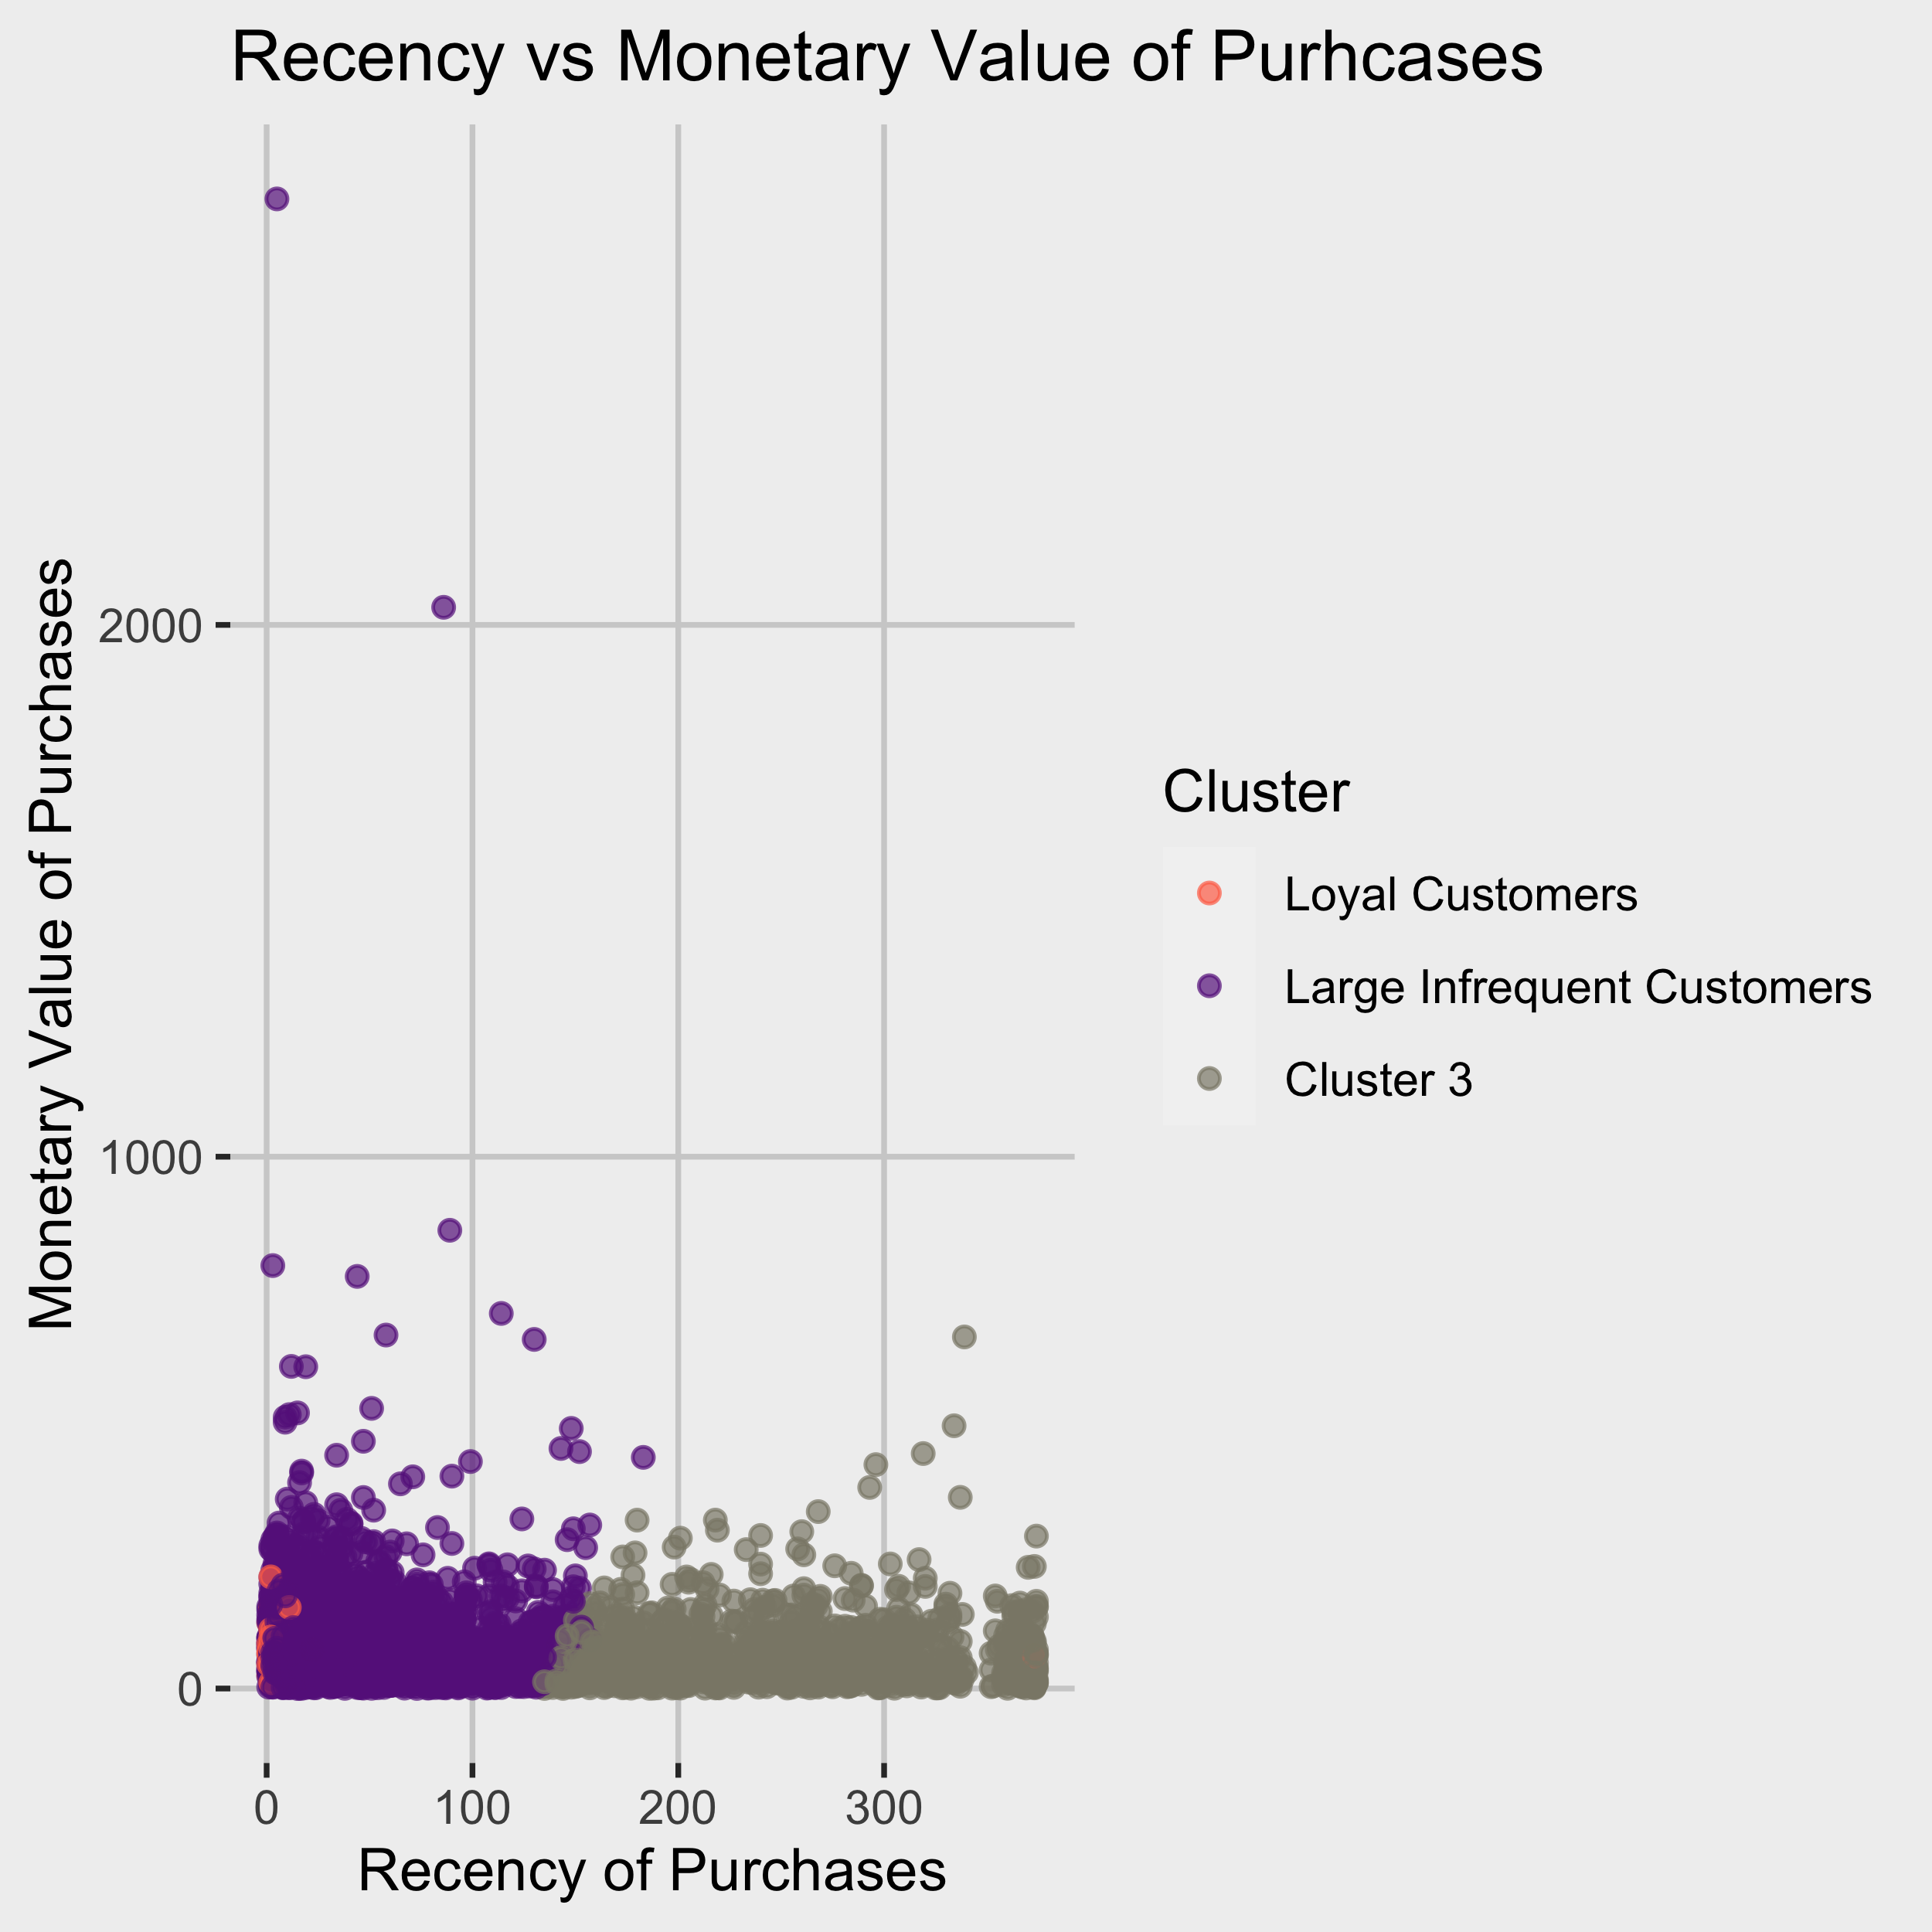 Recency vs Monetary Value of Purhcases
Monetary Value of Purchases
2000
1000
0
0 100 200 300
Recency of Purchases
Cluster
Loyal Customers
Large Infrequent Customers
Cluster 3